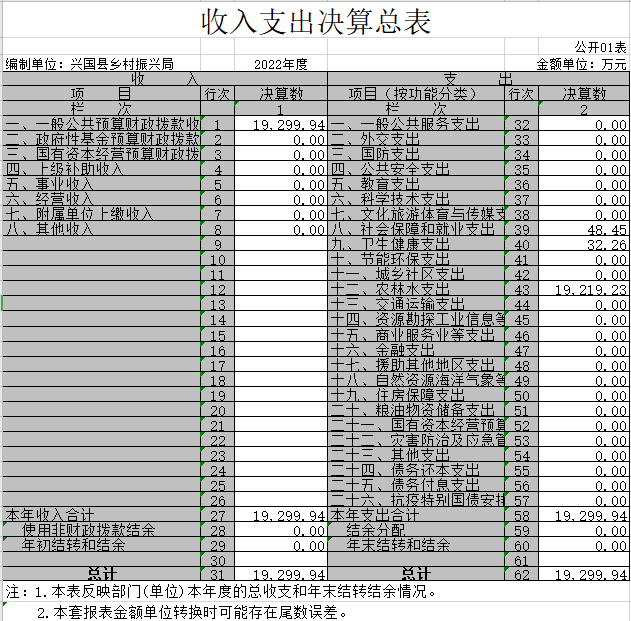 收入支出决算总表
公开01表
编制单位：兴国县乡村振兴局 2022年度 金额单位：万元
收 入 支 出
项 目 行次 决算数 项目（按功能分类） 行次 决算数
栏 次 1 栏 次 2
一、一般公共预算财政拨款收 1 19,299.94 一、一般公共服务支出 32 0.00
二、政府性基金预算财政拨款 2 0.00 二、外交支出 33 0.00
三、国有资本经营预算财政拨 3 0.00 三、国防支出 34 0.00
四、上级补助收入 4 0.00 四、公共安全支出 35 0.00
五、事业收入 5 0.00 五、教育支出 36 0.00
六、经营收入 6 0.00 六、科学技术支出 37 0.00
七、附属单位上缴收入 7 0.00 七、文化旅游体育与传媒支 38 0.00
八、其他收入 8 0.00 八、社会保障和就业支出 39 48.45
9 九、卫生健康支出 40 32.26
10 十、节能环保支出 41 0.00
11 十一、城乡社区支出 42 0.00
12 十二、农林水支出 43 19,219.23
13 十三、交通运输支出 44 0.00
14 十四、资源勘探工业信息等 45 0.00
15 十五、商业服务业等支出 46 0.00
16 十六、金融支出 47 0.00
17 十七、援助其他地区支出 48 0.00
18 十八、自然资源海洋气象等 49 0.00
19 十九、住房保障支出 50 0.00
20 二十、粮油物资储备支出 51 0.00
21 二十一、国有资本经营预算 52 0.00
22 二十二、灾害防治及应急管 53 0.00
23 二十三、其他支出 54 0.00
24 二十四、债务还本支出 55 0.00
25 二十五、债务付息支出 56 0.00
26 二十六、抗疫特别国债安排 57 0.00
本年收入合计 27 19,299.94 本年支出合计 58 19,299.94
使用非财政拨款结余 28 0.00 结余分配 59 0.00
年初结转和结余 29 0.00 年末结转和结余 60 0.00
30 61
总计 31 19,299.94 总计 62 19,299.94
注：1.本表反映部门(单位)本年度的总收支和年末结转结余情况。
2.本套报表金额单位转换时可能存在尾数误差。